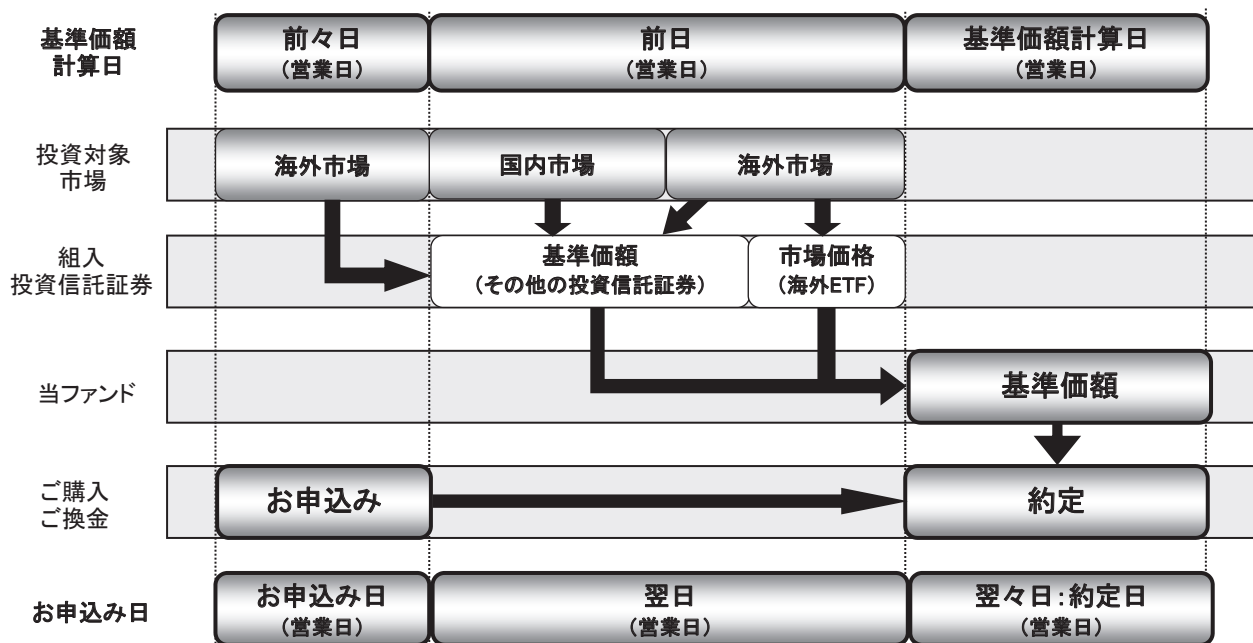 基準価額
計算日
前々日
(営業日)
前日
(営業日)
基準価額計算日
(営業日)
投資対象
市場
海外市場
国内市場
海外市場
組入
投資信託証券
基準価額
(その他の投資信託証券)
市場価格
(海外ETF)
当ファンド
基準価額
ご購入
ご換金
お申込み
約定
お申込み日
お申込み日
(営業日)
翌日
(営業日)
翌々日:約定日
(営業日)